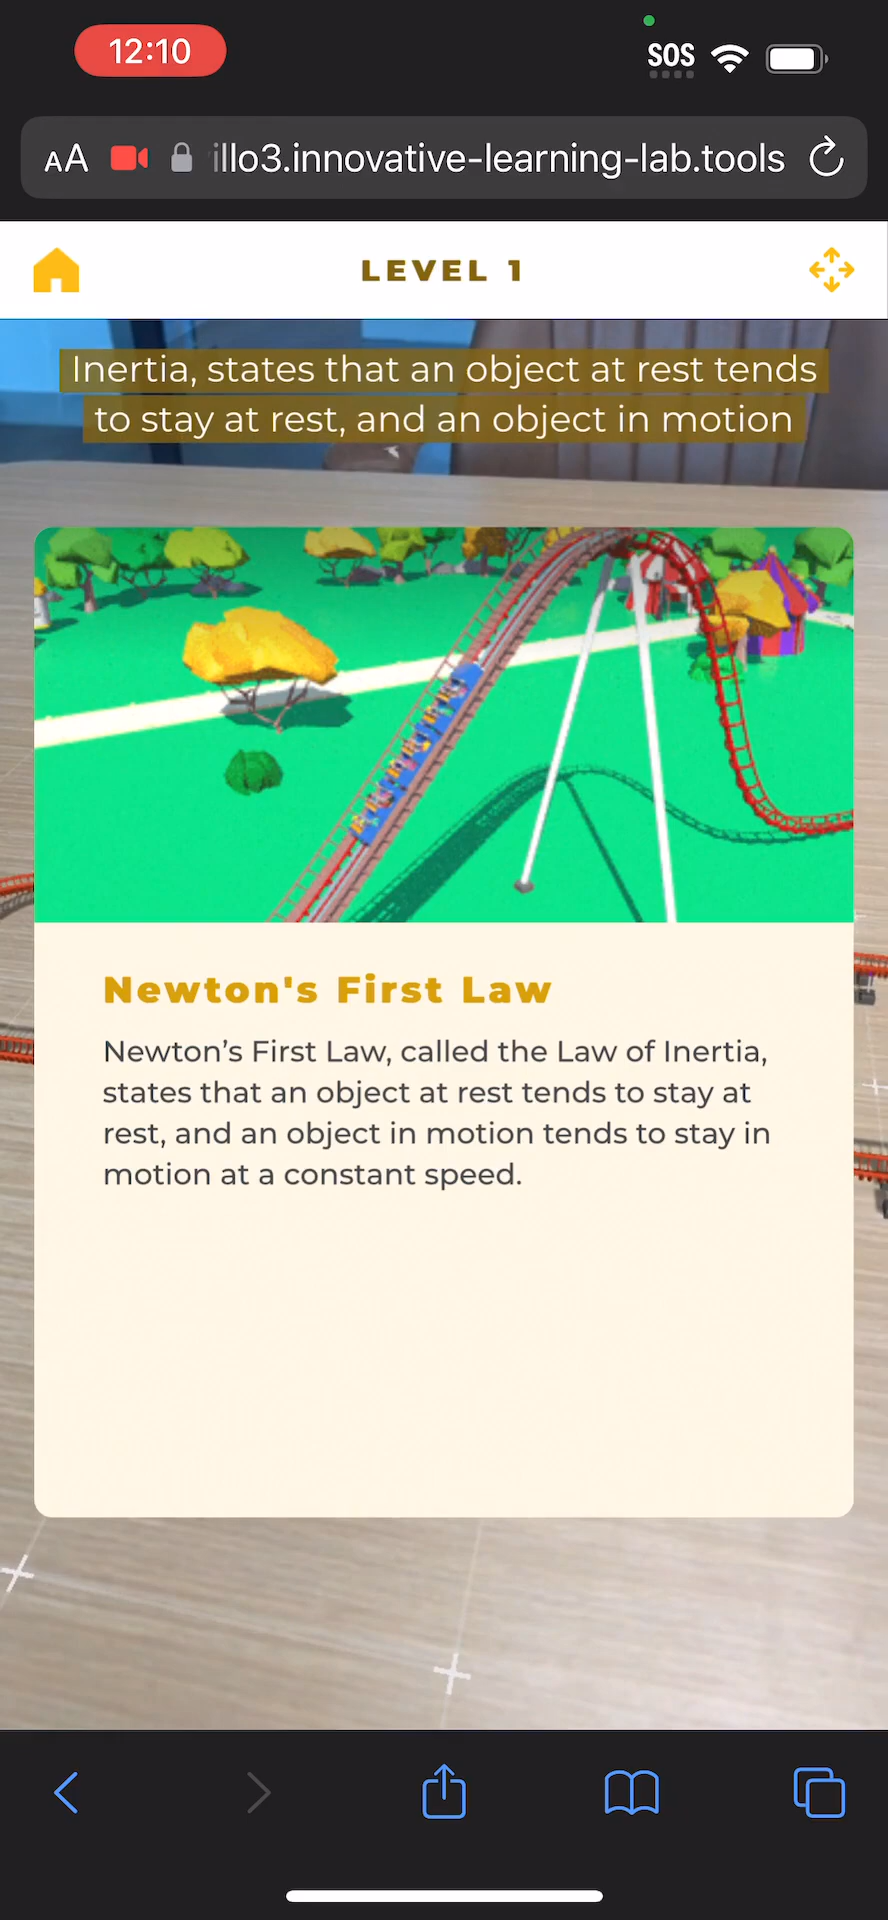 12:10
SOS
AA
illo3.innovative-learning-lab.tools
LEVEL 1
Inertia, states that an object at rest tends
to stay at rest, and an object in motion
Newton's First Law
Newton’s First Law, called the Law of Inertia,
states that an object at rest tends to stay at
rest, and an object in motion tends to stay in
motion at a constant speed.